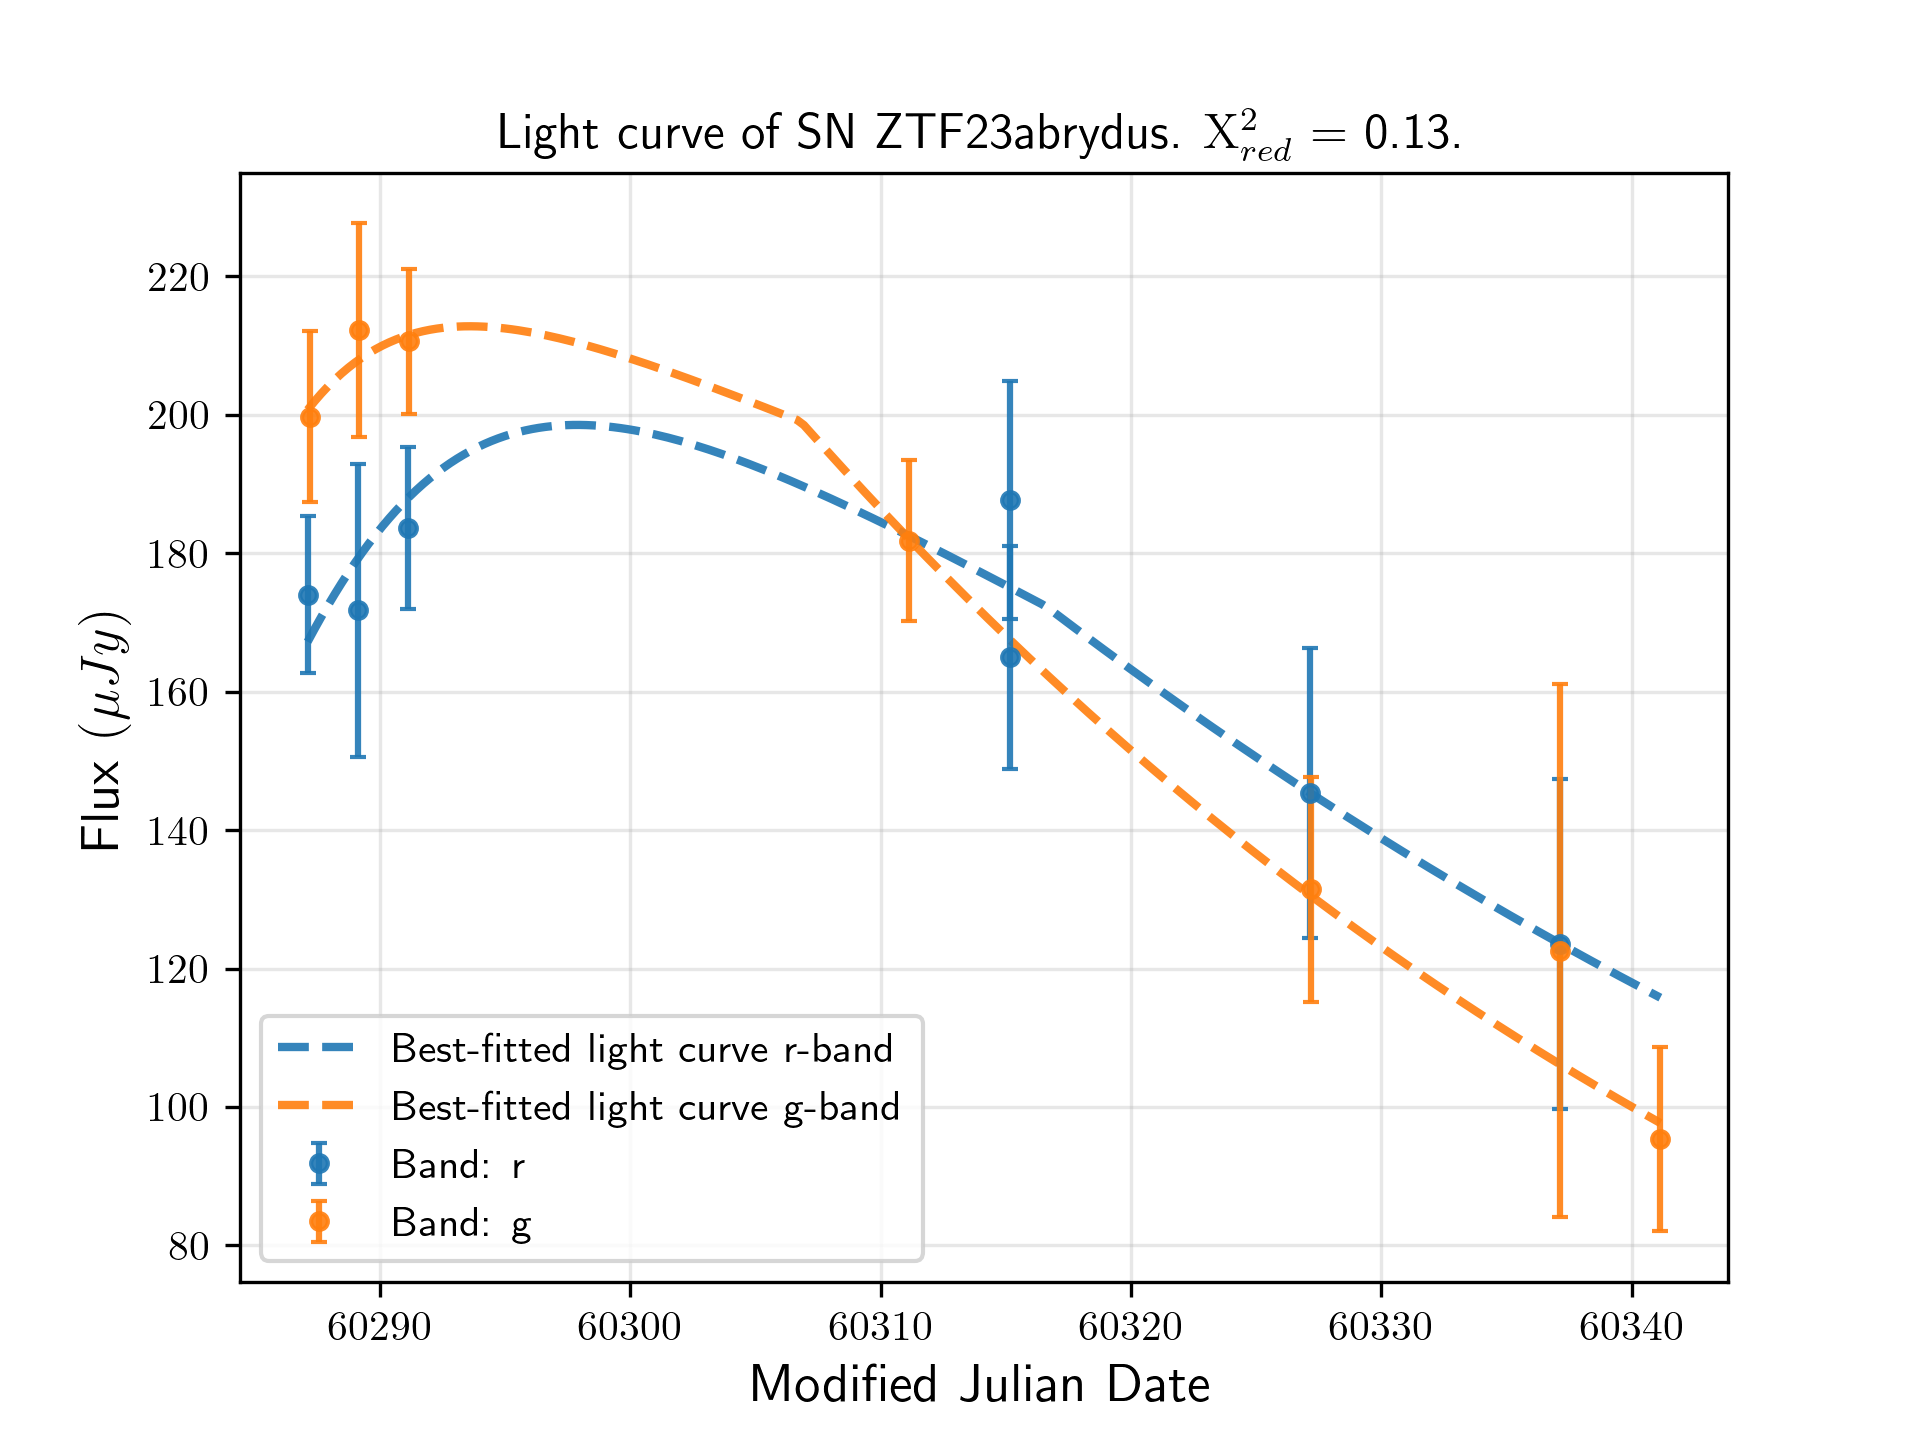 Light curve of SN ZTF23abrydus. X²_red = 0.13.
Flux (μJy)
220
200
180
160
140
120
100
80
Best-fitted light curve r-band
Best-fitted light curve g-band
Band: r
Band: g
60290 60300 60310 60320 60330 60340
Modified Julian Date